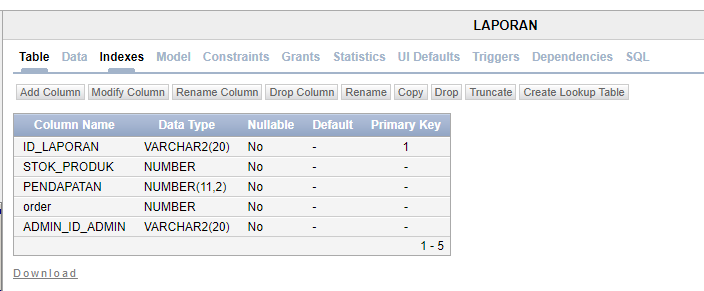 LAPORAN
Table Data Indexes Model Constraints Grants Statistics UI Defaults Triggers Dependencies SQL
Add Column Modify Column Rename Column Drop Column Rename Copy Drop Truncate Create Lookup Table
Column Name Data Type Nullable Default Primary Key
ID_LAPORAN VARCHAR2(20) No - 1
STOK_PRODUK NUMBER No - -
PENDAPATAN NUMBER(11,2) No - -
order NUMBER No - -
ADMIN_ID_ADMIN VARCHAR2(20) No - -
1 - 5
Download